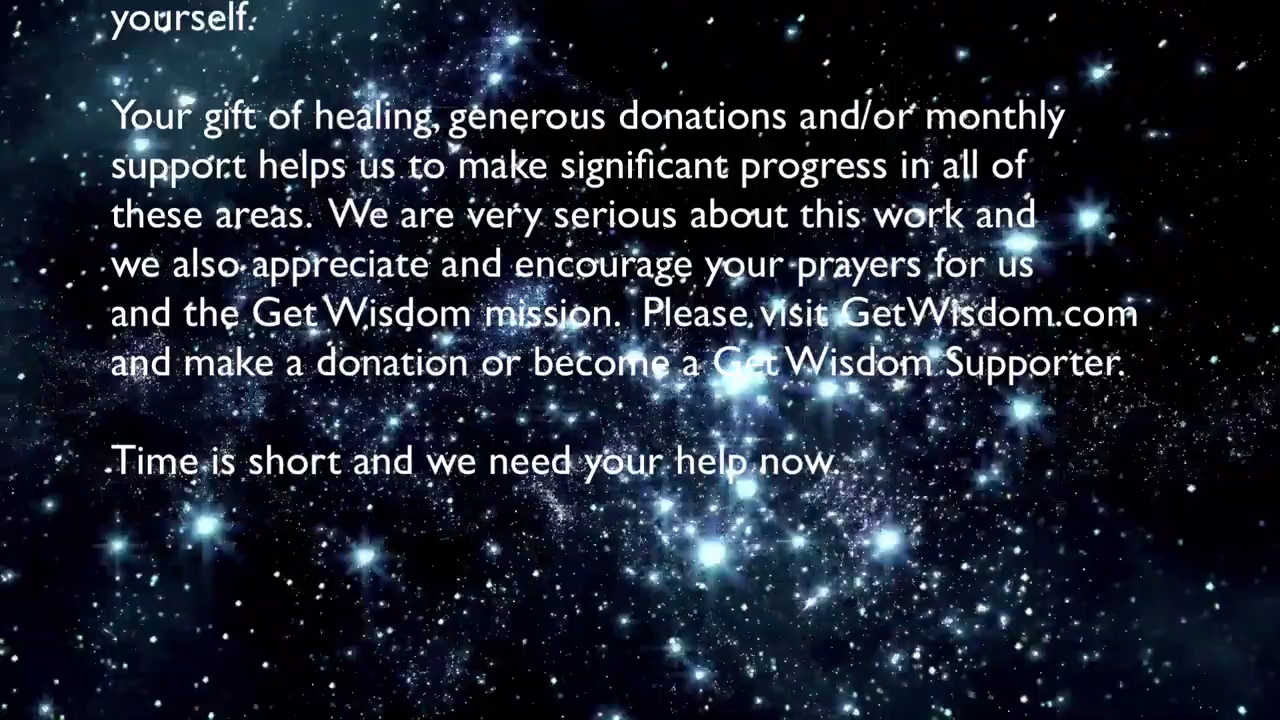 yourself.
Your gift of healing, generous donations and/or monthly
support helps us to make significant progress in all of
these areas.  We are very serious about this work and
we also appreciate and encourage your prayers for us
and the Get Wisdom mission.  Please visit GetWisdom.com
and make a donation or become a Get Wisdom Supporter.
Time is short and we need your help now.